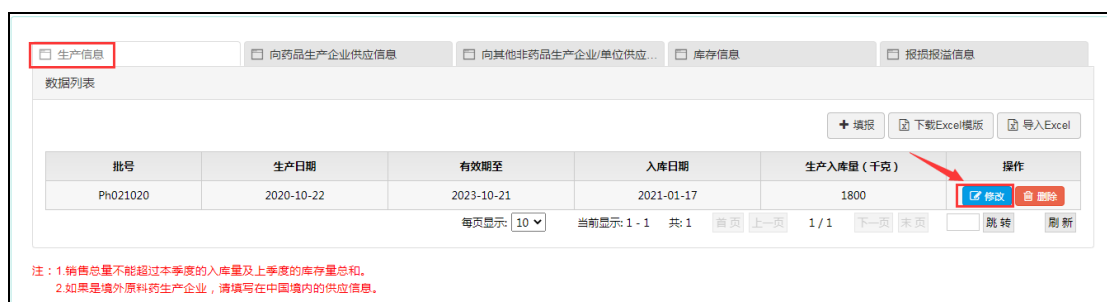 生产信息 向药品生产企业供应信息 向其他非药品生产企业/单位供应... 库存信息 报损报溢信息
数据列表
填报 下载Excel模版 导入Excel
批号 生产日期 有效期至 入库日期 生产入库量（千克） 操作
Ph021020 2020-10-22 2023-10-21 2021-01-17 1800 修改 删除
每页显示: 10 当前显示: 1 - 1 共: 1 首页 上一页 1 / 1 下一页 末页 跳转 刷新
注：1.销售总量不能超过本季度的入库量及上季度的库存量总和。
2.如果是境外原料药生产企业，请填写在中国境内的供应信息。